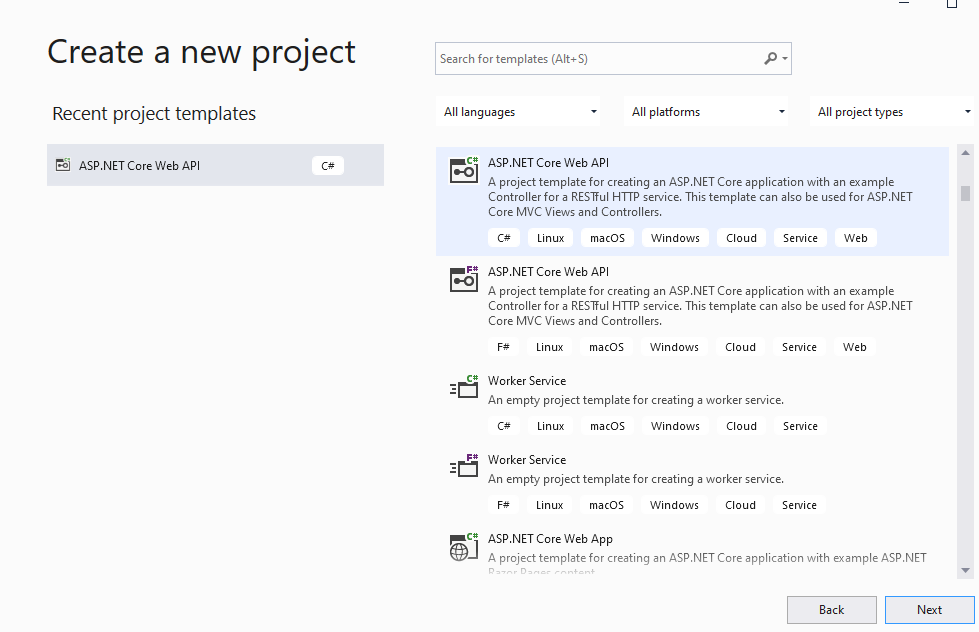 Create a new project
Search for templates (Alt+S)
Recent project templates
All languages
All platforms
All project types
ASP.NET Core Web API
C#
C#
ASP.NET Core Web API
A project template for creating an ASP.NET Core application with an example
Controller for a RESTful HTTP service. This template can also be used for ASP.NET
Core MVC Views and Controllers.
C# Linux macOS Windows Cloud Service Web
F#
ASP.NET Core Web API
A project template for creating an ASP.NET Core application with an example
Controller for a RESTful HTTP service. This template can also be used for ASP.NET
Core MVC Views and Controllers.
F# Linux macOS Windows Cloud Service Web
C#
Worker Service
An empty project template for creating a worker service.
C# Linux macOS Windows Cloud Service
F#
Worker Service
An empty project template for creating a worker service.
F# Linux macOS Windows Cloud Service
C#
ASP.NET Core Web App
A project template for creating an ASP.NET Core application with example ASP.NET
Razor Pages content
Back
Next